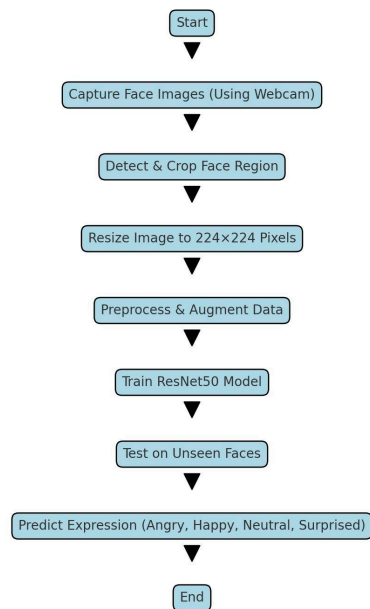 Start
Capture Face Images (Using Webcam)
Detect & Crop Face Region
Resize Image to 224×224 Pixels
Preprocess & Augment Data
Train ResNet50 Model
Test on Unseen Faces
Predict Expression (Angry, Happy, Neutral, Surprised)
End